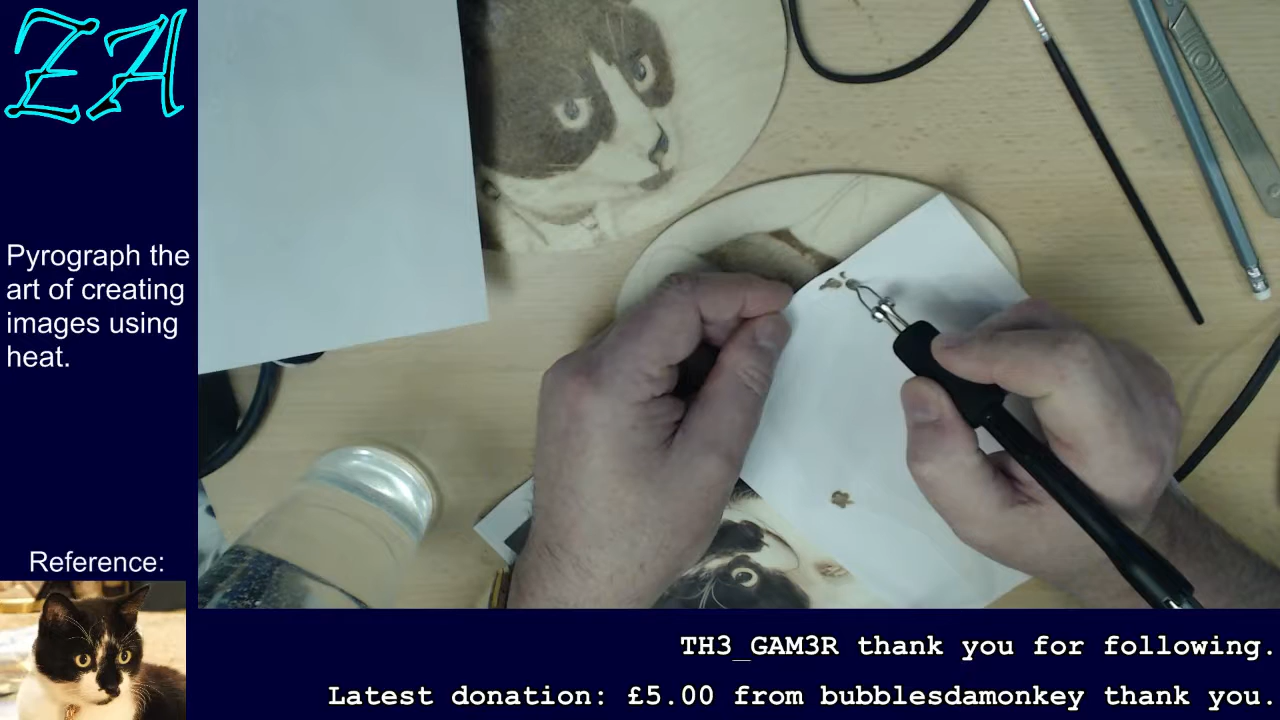 ZA
Pyrograph the
art of creating
images using
heat.
Reference:
TH3_GAM3R thank you for following.
Latest donation: £5.00 from bubblesdamonkey thank you.